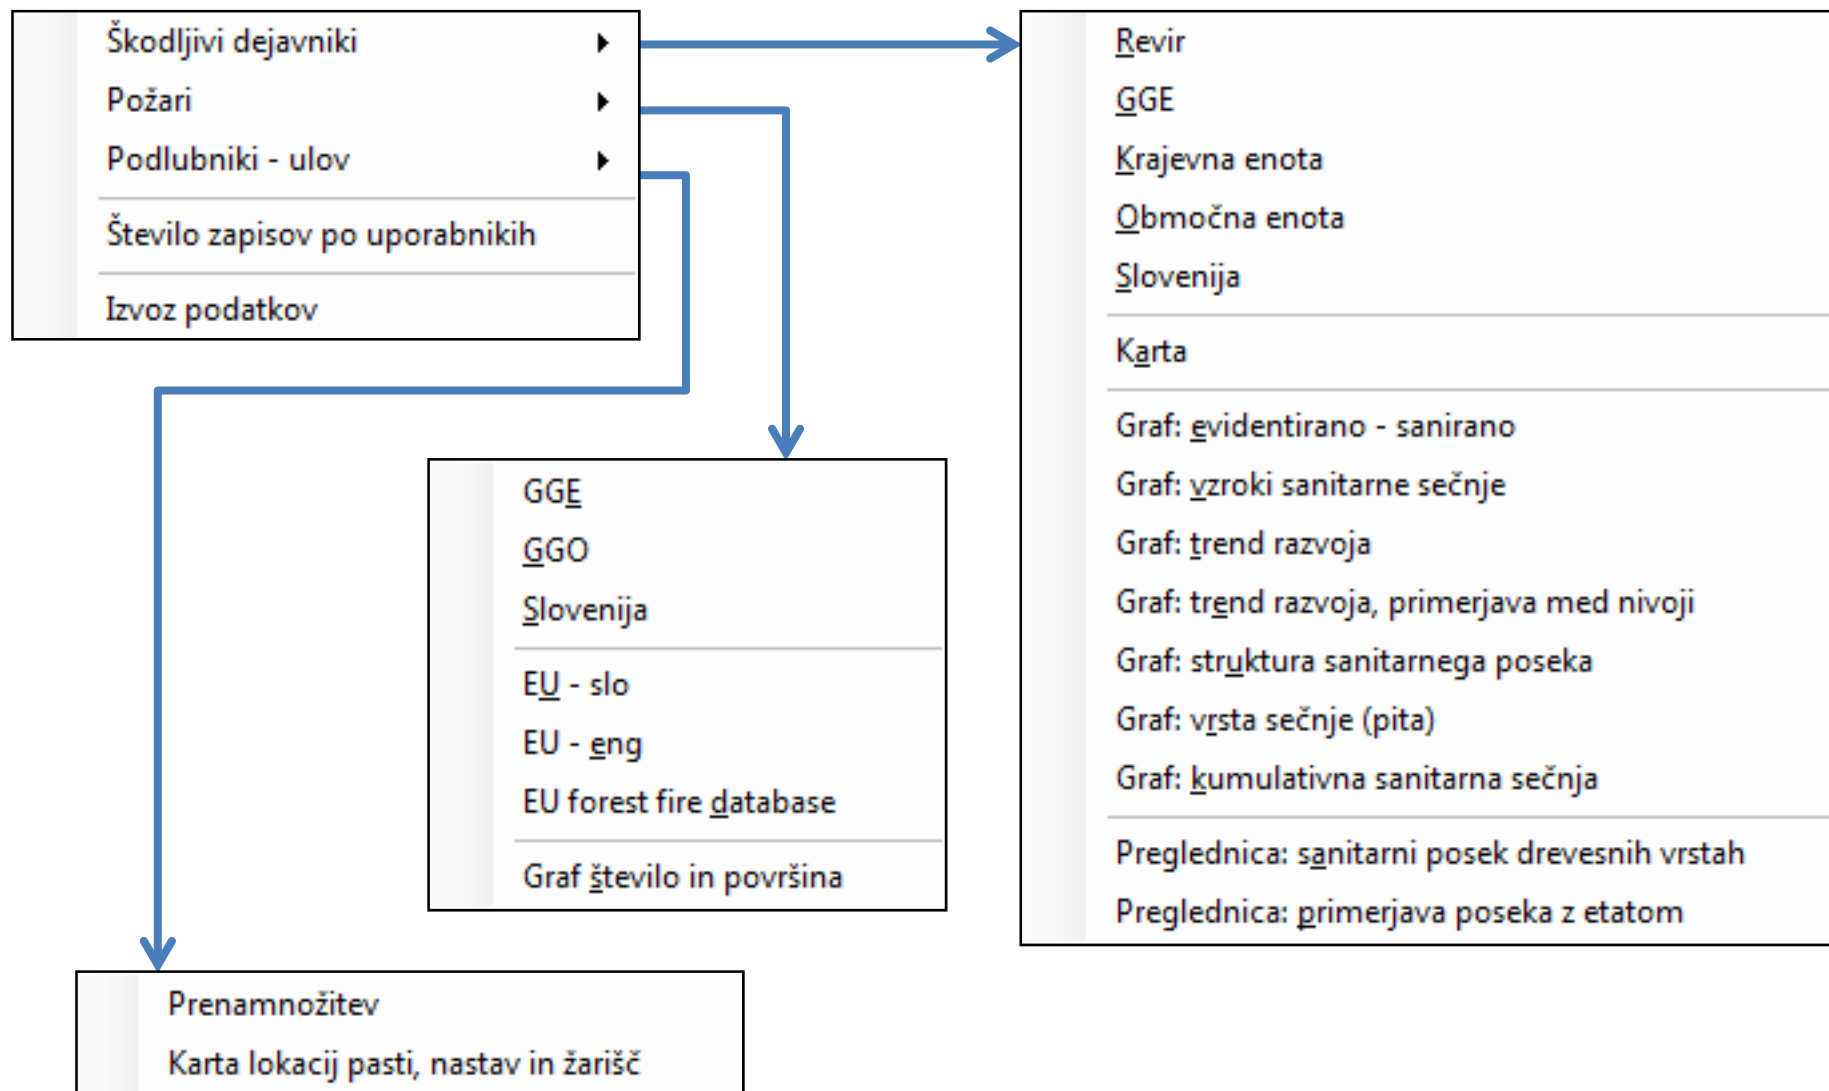 Škodljivi dejavniki
Požari
Podlubniki - ulov
Število zapisov po uporabnikih
Izvoz podatkov
Revir
GGE
Krajevna enota
Območna enota
Slovenija
Karta
Graf: evidentirano - sanirano
Graf: vzroki sanitarne sečnje
Graf: trend razvoja
Graf: trend razvoja, primerjava med nivoji
Graf: struktura sanitarnega poseka
Graf: vrsta sečnje (pita)
Graf: kumulativna sanitarna sečnja
Preglednica: sanitarni posek drevesnih vrstah
Preglednica: primerjava poseka z etatom
GGE
GGO
Slovenija
EU - slo
EU - eng
EU forest fire database
Graf število in površina
Prenamnožitev
Karta lokacij pasti, nastav in žarišč